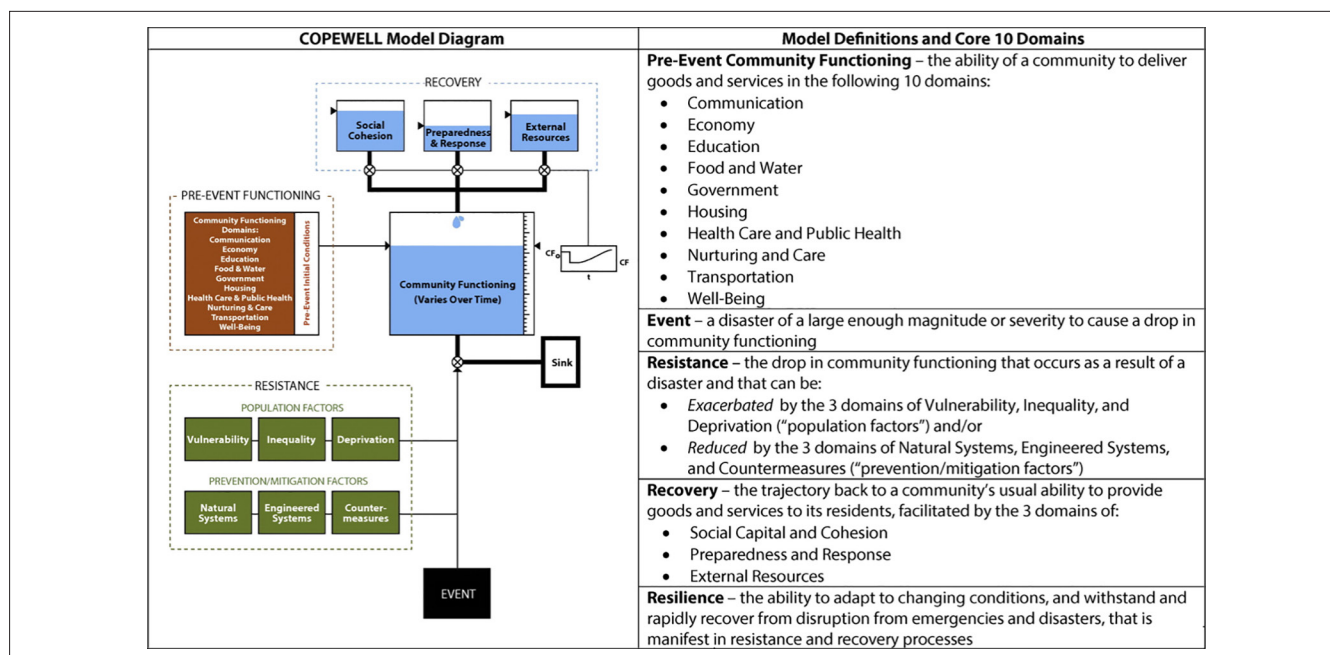 COPEWELL Model Diagram
RECOVERY
Social
Cohesion
Preparedness
& Response
External
Resources
PRE-EVENT FUNCTIONING
Community Functioning
Domains:
Communication
Economy
Education
Food & Water
Government
Housing
Health Care & Public Health
Nurturing & Care
Transportation
Well-Being
Pre-Event Initial Conditions
Community Functioning
(Varies Over Time)
CF₀
CF
t
Sink
RESISTANCE
POPULATION FACTORS
Vulnerability
Inequality
Deprivation
PREVENTION/MITIGATION FACTORS
Natural
Systems
Engineered
Systems
Counter-
measures
EVENT
Model Definitions and Core 10 Domains
Pre-Event Community Functioning – the ability of a community to deliver
goods and services in the following 10 domains:
• Communication
• Economy
• Education
• Food and Water
• Government
• Housing
• Health Care and Public Health
• Nurturing and Care
• Transportation
• Well-Being
Event – a disaster of a large enough magnitude or severity to cause a drop in
community functioning
Resistance – the drop in community functioning that occurs as a result of a
disaster and that can be:
• Exacerbated by the 3 domains of Vulnerability, Inequality, and
Deprivation (“population factors”) and/or
• Reduced by the 3 domains of Natural Systems, Engineered Systems,
and Countermeasures (“prevention/mitigation factors”)
Recovery – the trajectory back to a community’s usual ability to provide
goods and services to its residents, facilitated by the 3 domains of:
• Social Capital and Cohesion
• Preparedness and Response
• External Resources
Resilience – the ability to adapt to changing conditions, and withstand and
rapidly recover from disruption from emergencies and disasters, that is
manifest in resistance and recovery processes